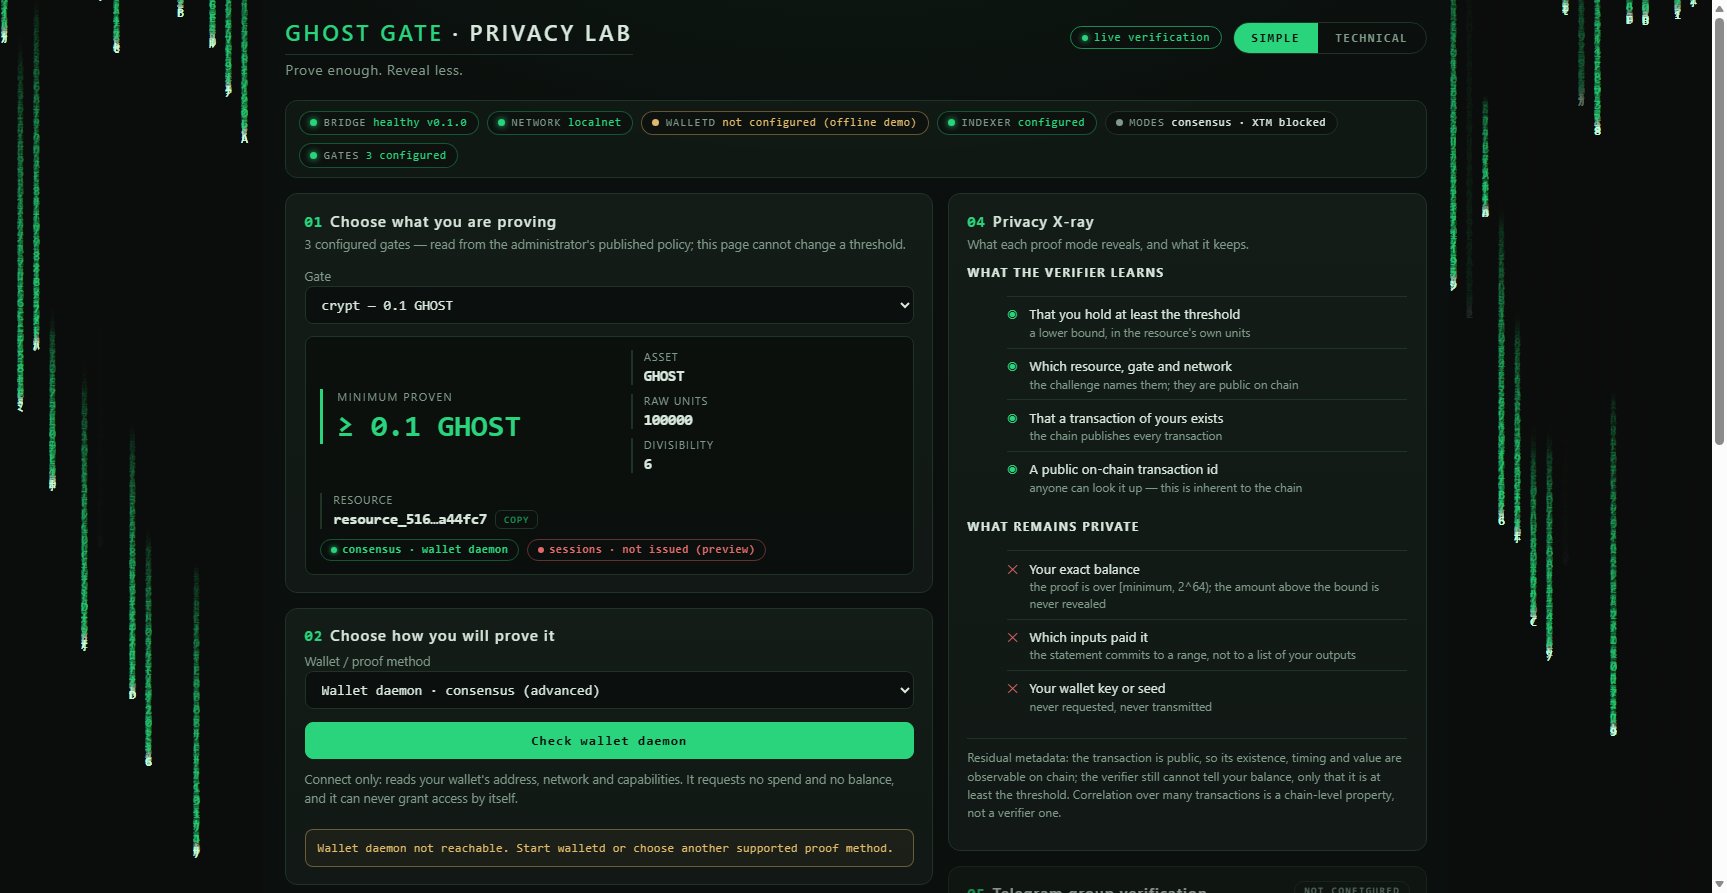 GHOST GATE · PRIVACY LAB
Prove enough. Reveal less.
live verification
SIMPLE
TECHNICAL
BRIDGE healthy v0.1.0
NETWORK localnet
WALLETD not configured (offline demo)
INDEXER configured
MODES consensus · XTM blocked
GATES 3 configured
01 Choose what you are proving
3 configured gates — read from the administrator's published policy; this page cannot change a threshold.
Gate
crypt — 0.1 GHOST
MINIMUM PROVEN
≥ 0.1 GHOST
ASSET
GHOST
RAW UNITS
100000
DIVISIBILITY
6
RESOURCE
resource_516…a44fc7
COPY
consensus · wallet daemon
sessions · not issued (preview)
02 Choose how you will prove it
Wallet / proof method
Wallet daemon · consensus (advanced)
Check wallet daemon
Connect only: reads your wallet's address, network and capabilities. It requests no spend and no balance,
and it can never grant access by itself.
Wallet daemon not reachable. Start walletd or choose another supported proof method.
04 Privacy X-ray
What each proof mode reveals, and what it keeps.
WHAT THE VERIFIER LEARNS
That you hold at least the threshold
a lower bound, in the resource's own units
Which resource, gate and network
the challenge names them; they are public on chain
That a transaction of yours exists
the chain publishes every transaction
A public on-chain transaction id
anyone can look it up — this is inherent to the chain
WHAT REMAINS PRIVATE
Your exact balance
the proof is over [minimum, 2^64); the amount above the bound is
never revealed
Which inputs paid it
the statement commits to a range, not to a list of your outputs
Your wallet key or seed
never requested, never transmitted
Residual metadata: the transaction is public, so its existence, timing and value are
observable on chain; the verifier still cannot tell your balance, only that it is at
least the threshold. Correlation over many transactions is a chain-level property,
not a verifier one.
05 Telegram group verification
NOT CONFIGURED